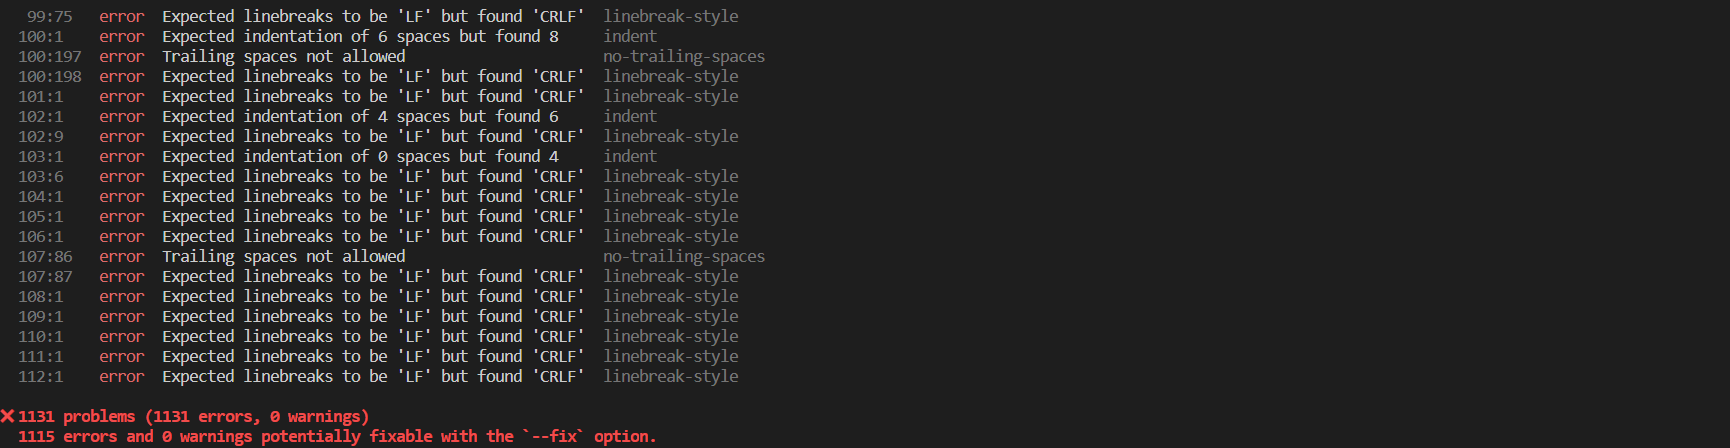 99:75 error Expected linebreaks to be 'LF' but found 'CRLF' linebreak-style
100:1 error Expected indentation of 6 spaces but found 8 indent
100:197 error Trailing spaces not allowed no-trailing-spaces
100:198 error Expected linebreaks to be 'LF' but found 'CRLF' linebreak-style
101:1 error Expected linebreaks to be 'LF' but found 'CRLF' linebreak-style
102:1 error Expected indentation of 4 spaces but found 6 indent
102:9 error Expected linebreaks to be 'LF' but found 'CRLF' linebreak-style
103:1 error Expected indentation of 0 spaces but found 4 indent
103:6 error Expected linebreaks to be 'LF' but found 'CRLF' linebreak-style
104:1 error Expected linebreaks to be 'LF' but found 'CRLF' linebreak-style
105:1 error Expected linebreaks to be 'LF' but found 'CRLF' linebreak-style
106:1 error Expected linebreaks to be 'LF' but found 'CRLF' linebreak-style
107:86 error Trailing spaces not allowed no-trailing-spaces
107:87 error Expected linebreaks to be 'LF' but found 'CRLF' linebreak-style
108:1 error Expected linebreaks to be 'LF' but found 'CRLF' linebreak-style
109:1 error Expected linebreaks to be 'LF' but found 'CRLF' linebreak-style
110:1 error Expected linebreaks to be 'LF' but found 'CRLF' linebreak-style
111:1 error Expected linebreaks to be 'LF' but found 'CRLF' linebreak-style
112:1 error Expected linebreaks to be 'LF' but found 'CRLF' linebreak-style
✖ 1131 problems (1131 errors, 0 warnings)
1115 errors and 0 warnings potentially fixable with the `--fix` option.